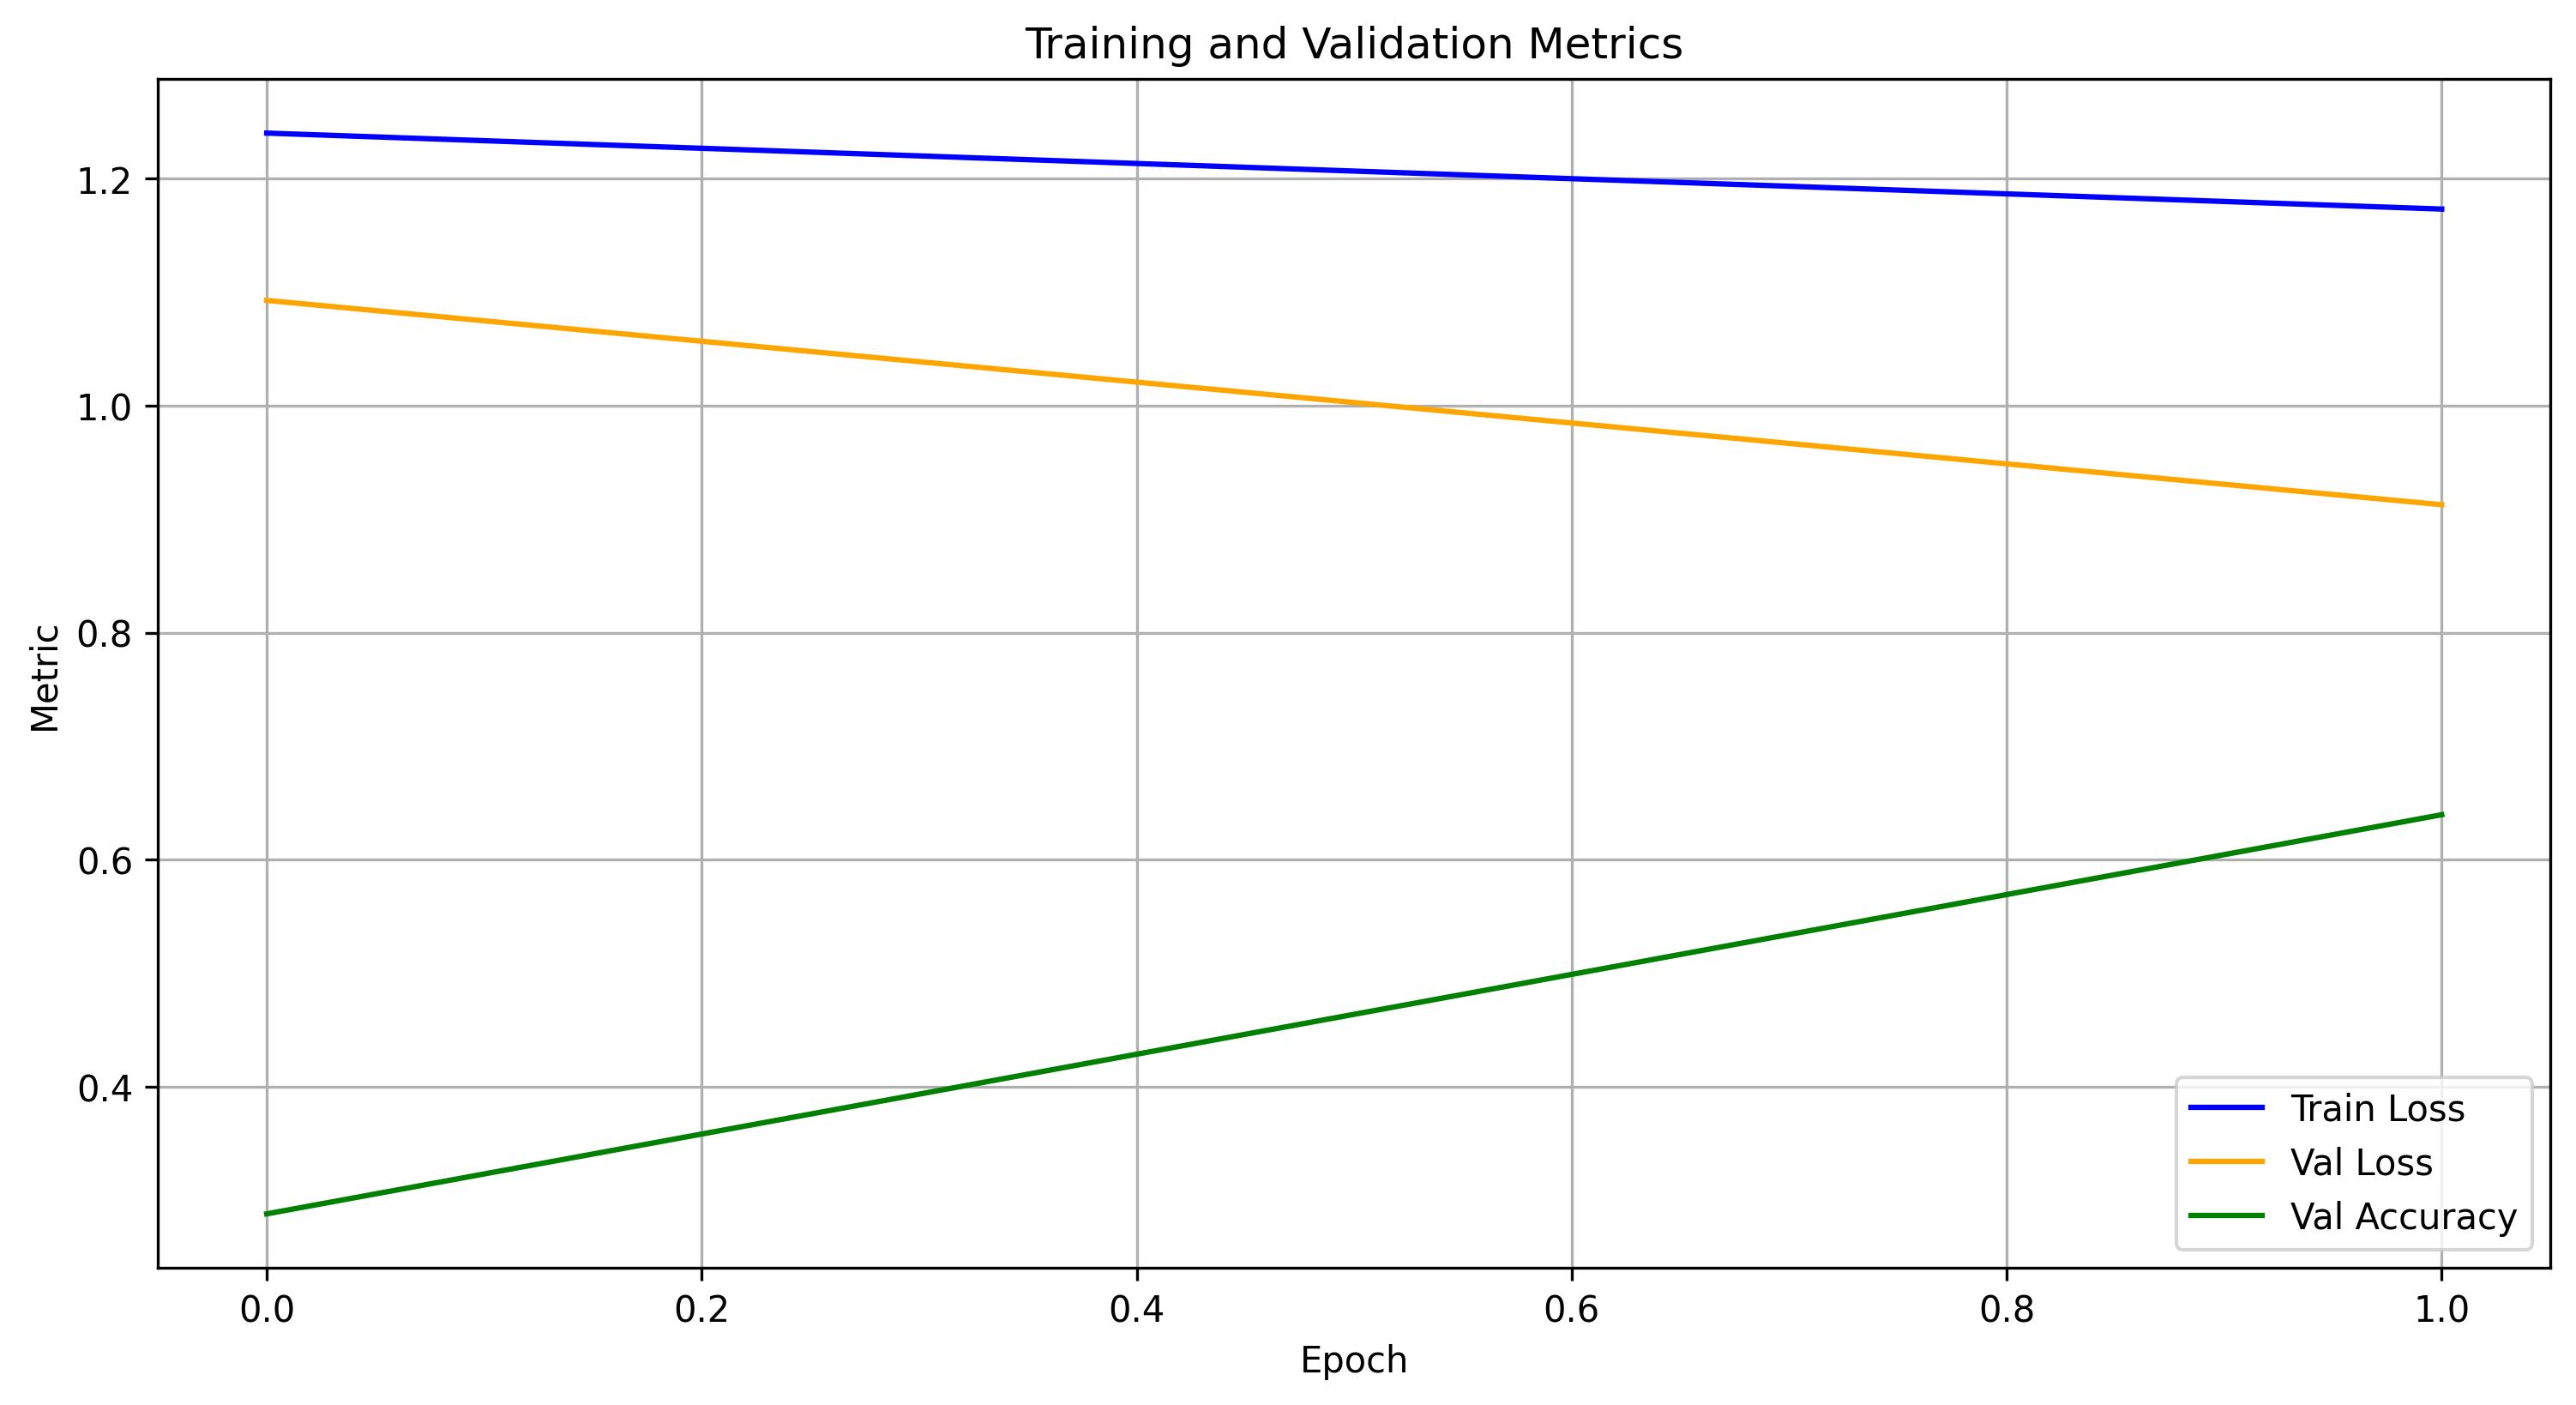 Training and Validation Metrics
1.2
1.0
0.8
0.6
0.4
Metric
Train Loss
Val Loss
Val Accuracy
0.0 0.2 0.4 0.6 0.8 1.0
Epoch